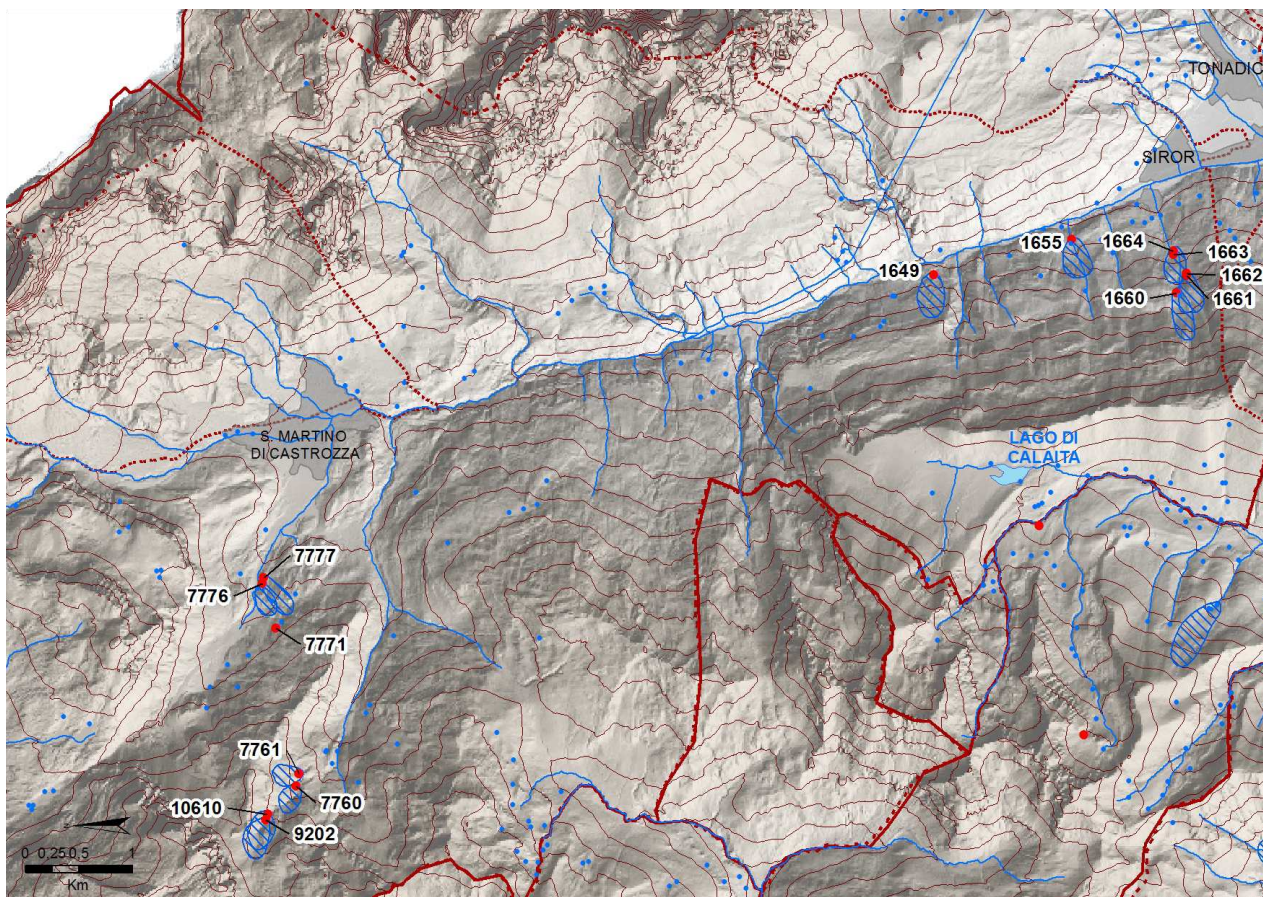 TONADICO
SIROR
1655
1664
1663
1649
1662
1660
1661
S. MARTINO
DI CASTROZZA
LAGO DI
CALAITA
7777
7776
7771
7761
7760
10610
9202
0 0,25 0,5 1
Km